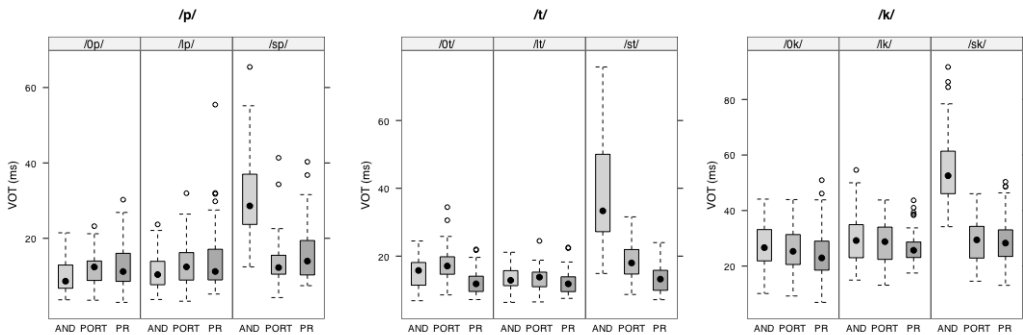 /p/
/0p/ /lp/ /sp/
VOT (ms)
60
40
20
AND PORT PR AND PORT PR AND PORT PR
/t/
/0t/ /lt/ /st/
VOT (ms)
60
40
20
AND PORT PR AND PORT PR AND PORT PR
/k/
/0k/ /lk/ /sk/
VOT (ms)
80
60
40
20
AND PORT PR AND PORT PR AND PORT PR